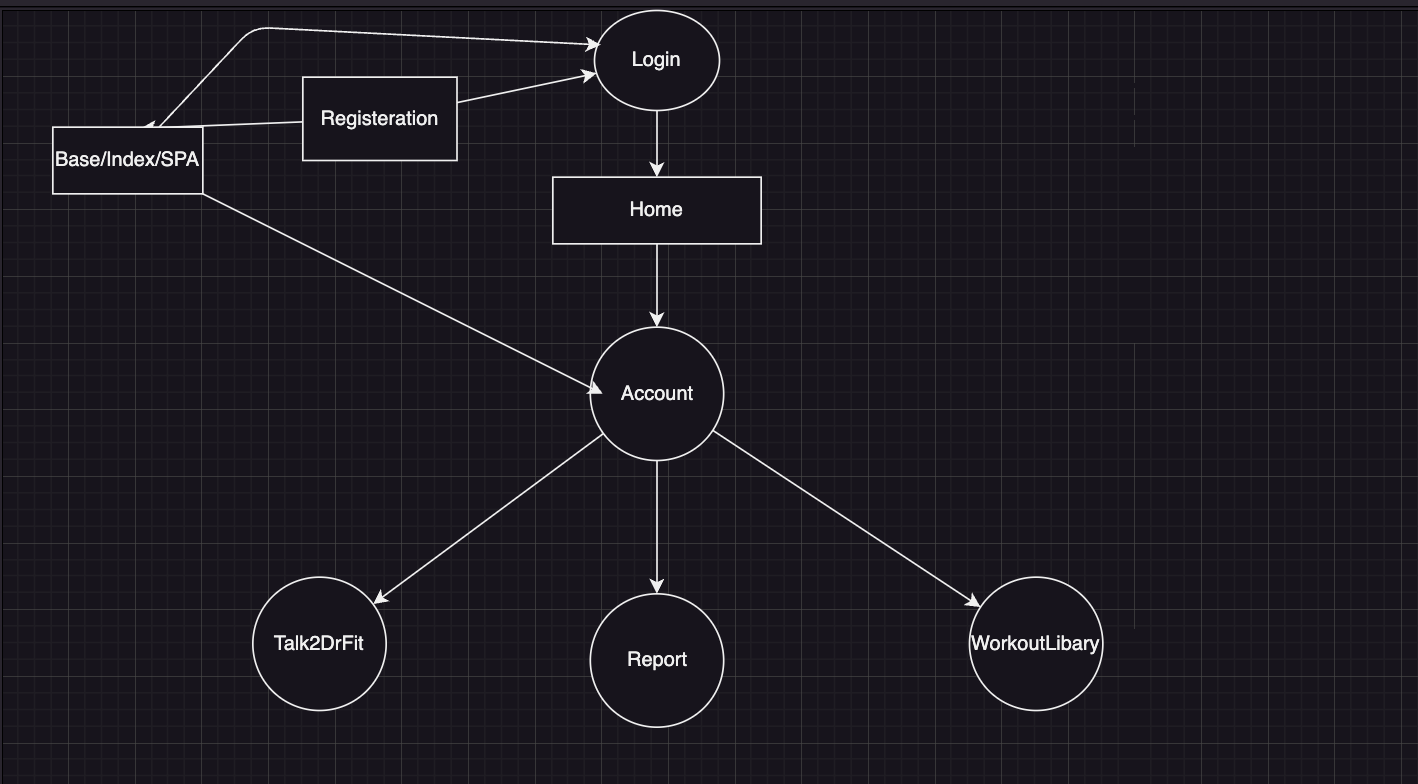 Login
Registeration
Base/Index/SPA
Home
Account
Talk2DrFit
Report
WorkoutLibary